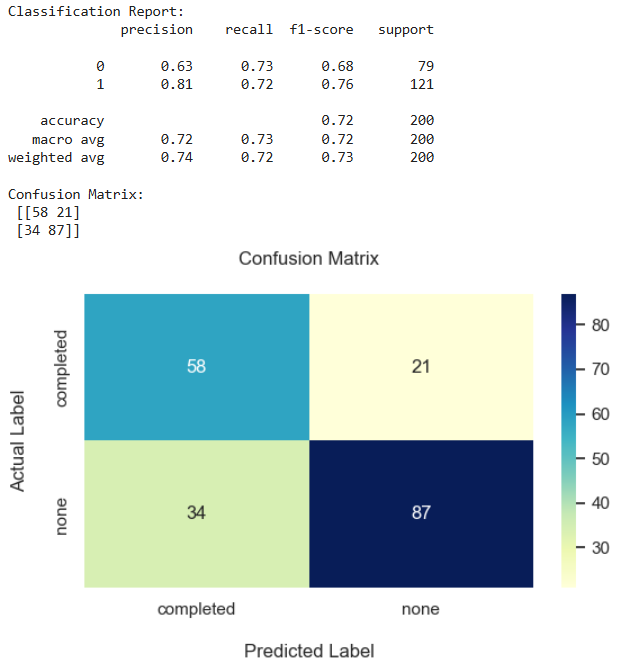 Classification Report:
precision recall f1-score support
0 0.63 0.73 0.68 79
1 0.81 0.72 0.76 121
accuracy 0.72 200
macro avg 0.72 0.73 0.72 200
weighted avg 0.74 0.72 0.73 200
Confusion Matrix:
[[58 21]
[34 87]]
Confusion Matrix
Actual Label
completed
58 21
none
34 87
completed none
Predicted Label
80
70
60
50
40
30